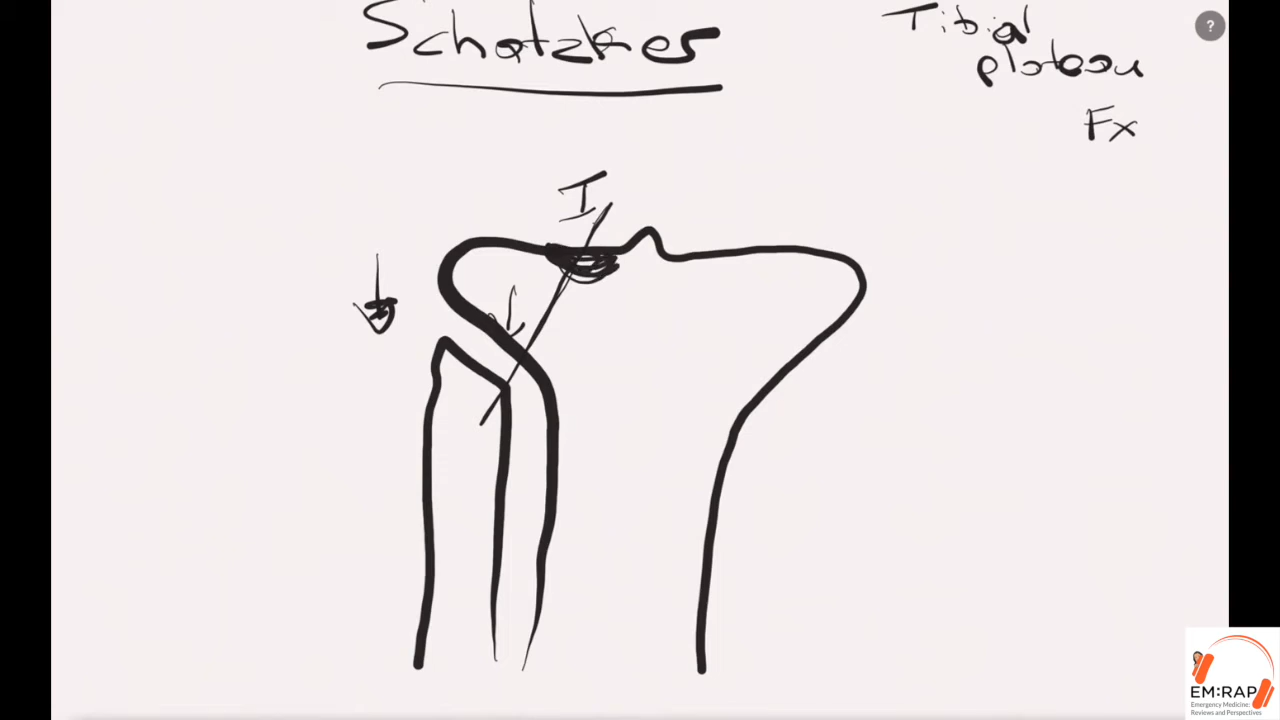 Schatzker
Tibial
plateau
Fx
I
?
EM:RAP
Emergency Medicine:
Reviews and Perspectives